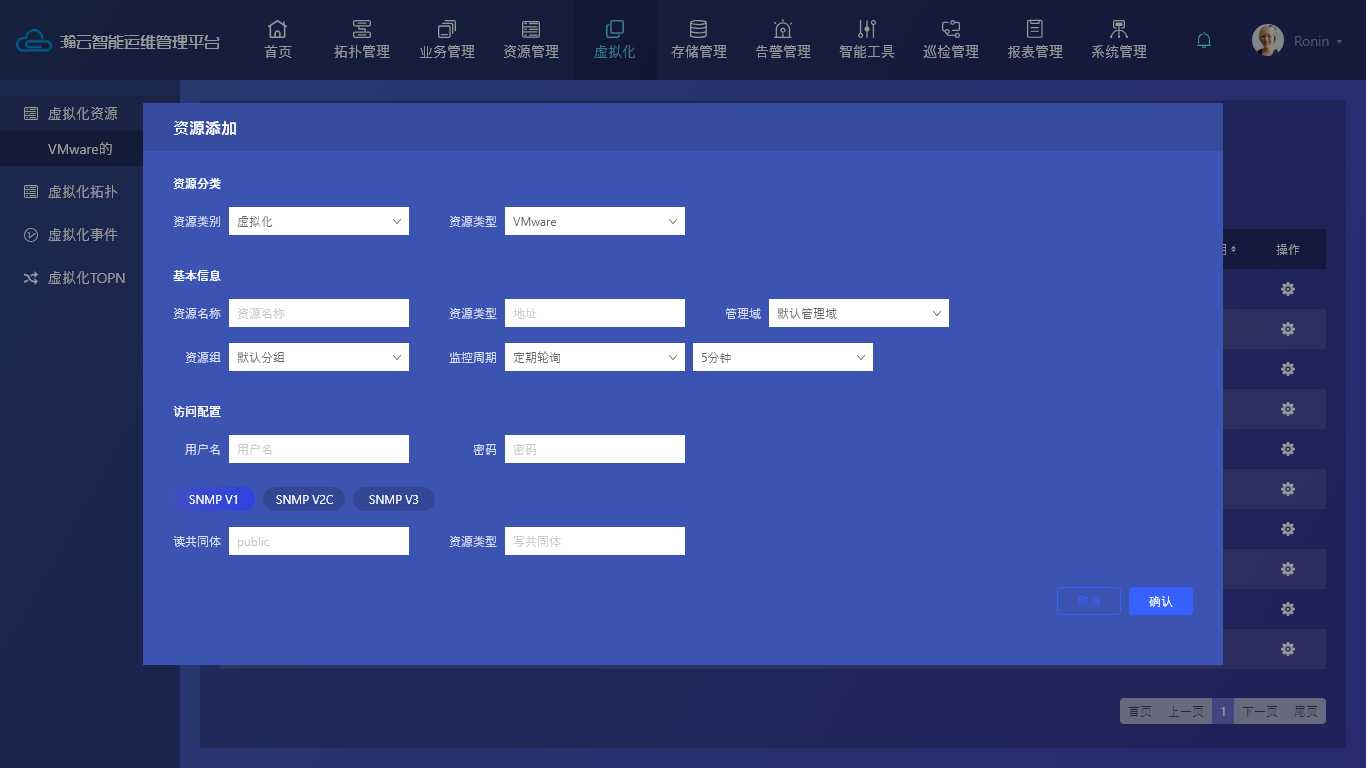 瀚云智能运维管理平台
首页
拓扑管理
业务管理
资源管理
虚拟化
存储管理
告警管理
智能工具
巡检管理
报表管理
系统管理
Ronin
虚拟化资源
VMware的
虚拟化拓扑
虚拟化事件
虚拟化TOPN
资源添加
资源分类
资源类别 虚拟化 资源类型 VMware
操作
基本信息
资源名称 资源名称 资源类型 地址 管理域 默认管理域
资源组 默认分组 监控周期 定期轮询 5分钟
访问配置
用户名 用户名 密码 密码
SNMP V1 SNMP V2C SNMP V3
读共同体 public 资源类型 写共同体
取消 确认
首页 上一页 1 下一页 尾页